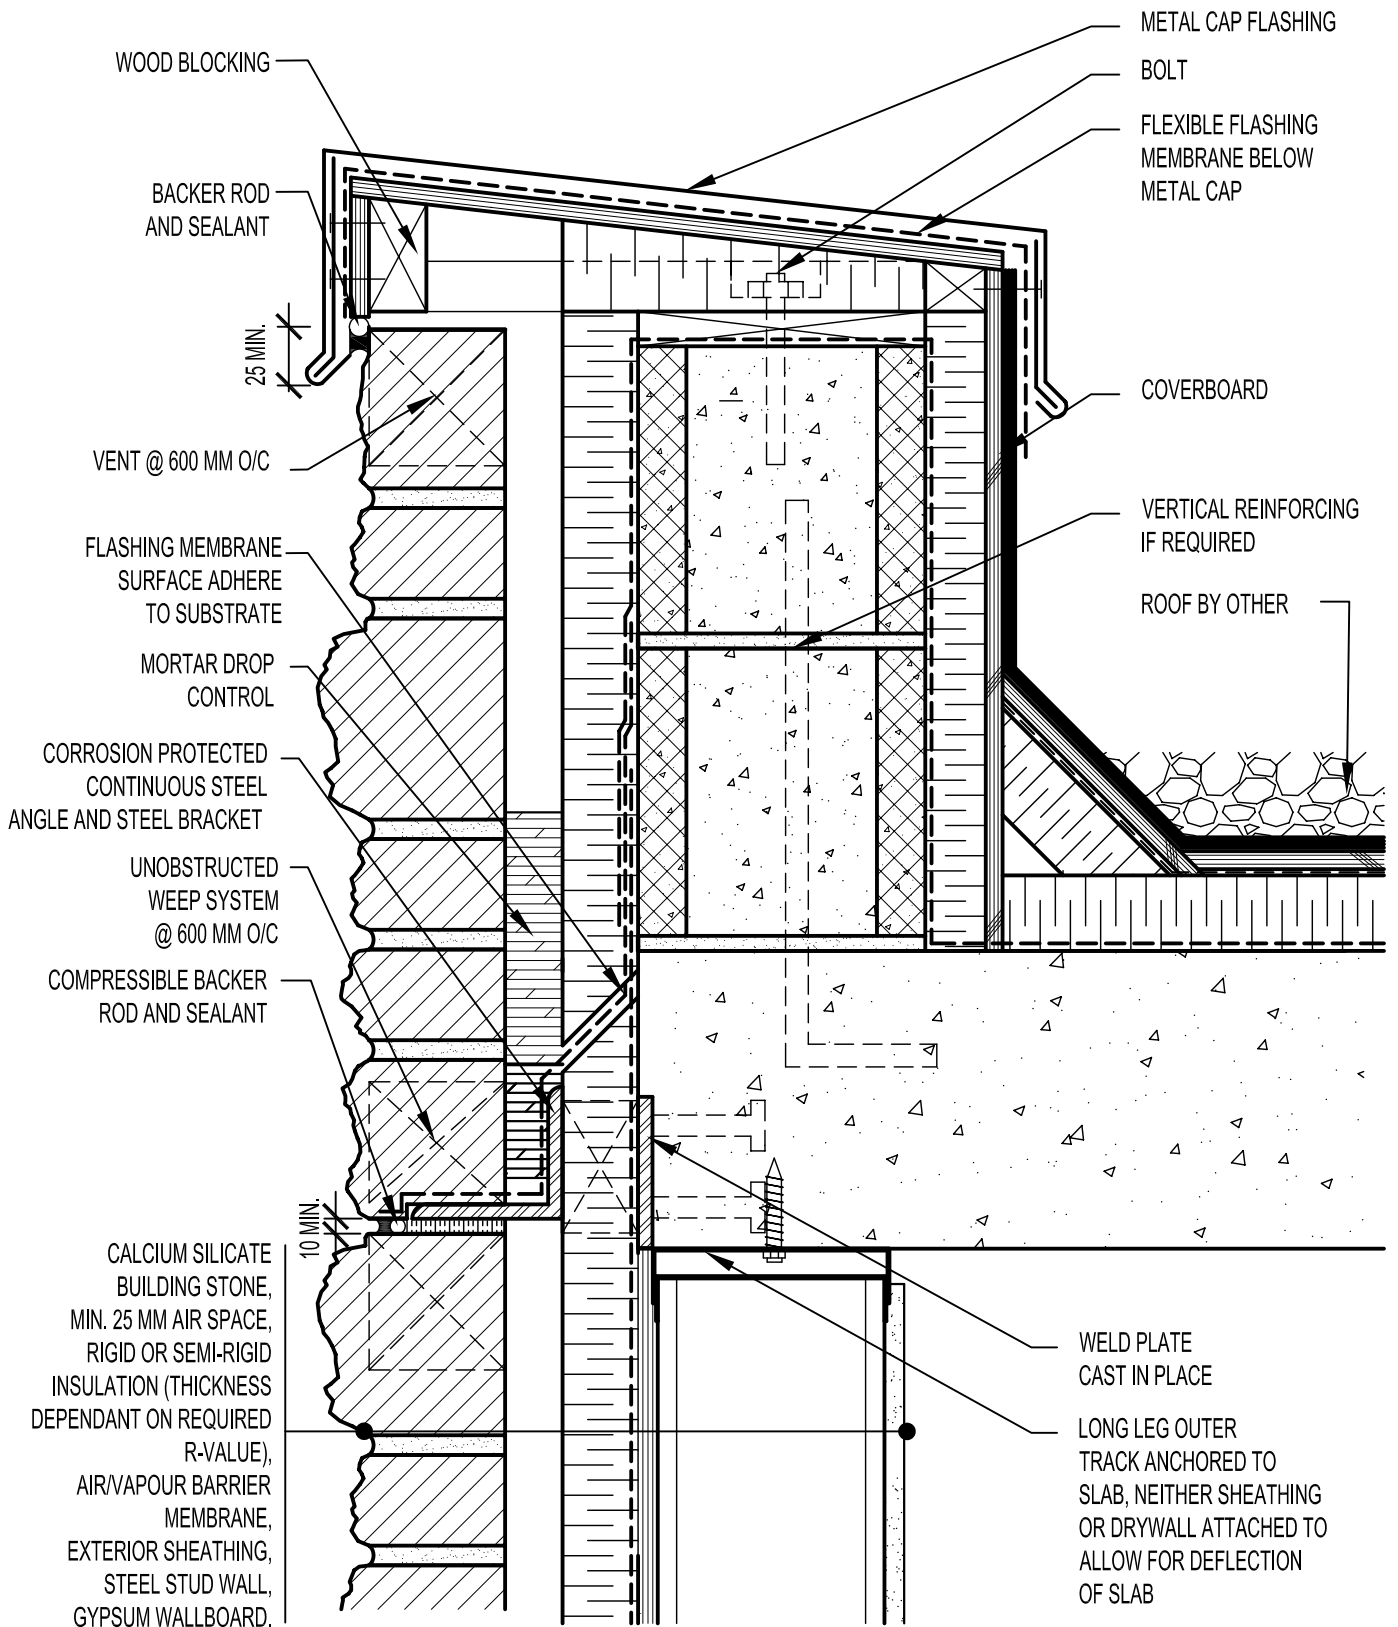 WOOD BLOCKING
BACKER ROD
AND SEALANT
25 MIN.
VENT @ 600 MM O/C
FLASHING MEMBRANE
SURFACE ADHERE
TO SUBSTRATE
MORTAR DROP
CONTROL
CORROSION PROTECTED
CONTINUOUS STEEL
ANGLE AND STEEL BRACKET
UNOBSTRUCTED
WEEP SYSTEM
@ 600 MM O/C
COMPRESSIBLE BACKER
ROD AND SEALANT
10 MIN.
CALCIUM SILICATE
BUILDING STONE,
MIN. 25 MM AIR SPACE,
RIGID OR SEMI-RIGID
INSULATION (THICKNESS
DEPENDANT ON REQUIRED
R-VALUE),
AIR/VAPOUR BARRIER
MEMBRANE,
EXTERIOR SHEATHING,
STEEL STUD WALL,
GYPSUM WALLBOARD.
METAL CAP FLASHING
BOLT
FLEXIBLE FLASHING
MEMBRANE BELOW
METAL CAP
COVERBOARD
VERTICAL REINFORCING
IF REQUIRED
ROOF BY OTHER
WELD PLATE
CAST IN PLACE
LONG LEG OUTER
TRACK ANCHORED TO
SLAB, NEITHER SHEATHING
OR DRYWALL ATTACHED TO
ALLOW FOR DEFLECTION
OF SLAB